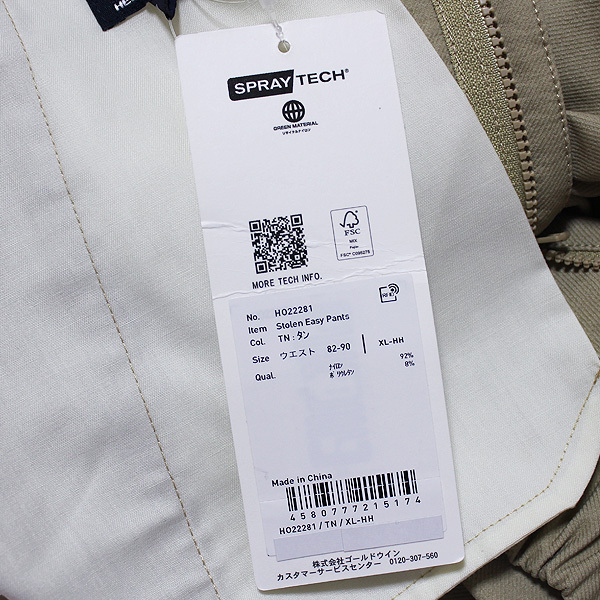 HE
SPRAY TECH®
GREEN MATERIAL
リサイクルナイロン
FSC
MIX
Paper
FSC® C095275
MORE TECH INFO.
No. HO22281
Item Stolen Easy Pants
Col. TN : タン
Size ウエスト 82-90 | XL-HH
Qual. ナイロン 92%
ポリウレタン 8%
Made in China
4580777215174
HO22281 / TN / XL-HH
株式会社ゴールドウイン
カスタマーサービスセンター 0120-307-560